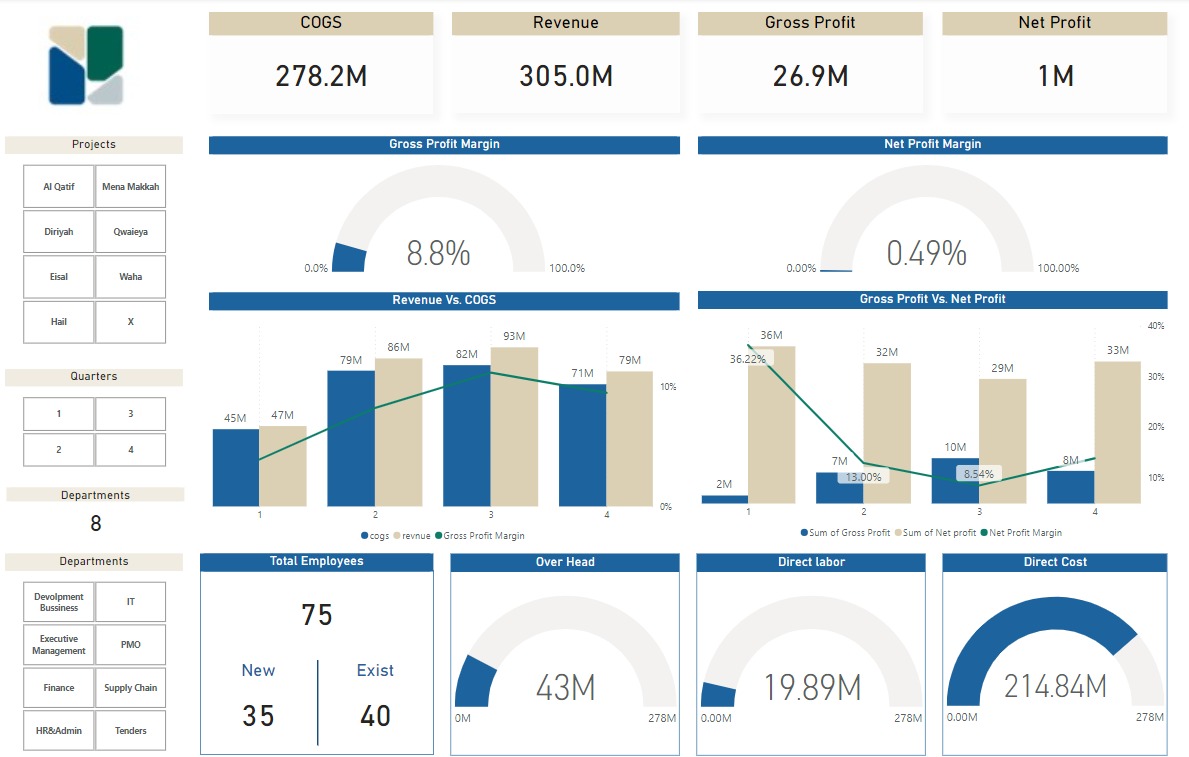 COGS
278.2M
Revenue
305.0M
Gross Profit
26.9M
Net Profit
1M
Projects
Al Qatif
Mena Makkah
Diriyah
Qwaieya
Eisal
Waha
Hail
X
Quarters
1
3
2
4
Departments
8
Departments
Devolpment
Bussiness
IT
Executive
Management
PMO
Finance
Supply Chain
HR&Admin
Tenders
Gross Profit Margin
8.8%
0.0%
100.0%
Net Profit Margin
0.49%
0.00%
100.00%
Revenue Vs. COGS
45M
47M
79M
86M
82M
93M
71M
79M
10%
0%
1
2
3
4
cogs
revnue
Gross Profit Margin
Gross Profit Vs. Net Profit
2M
36M
36.22%
7M
32M
13.00%
10M
29M
8.54%
8M
33M
40%
30%
20%
10%
1
2
3
4
Sum of Gross Profit
Sum of Net profit
Net Profit Margin
Total Employees
75
New
Exist
35
40
Over Head
43M
0M
278M
Direct labor
19.89M
0.00M
278M
Direct Cost
214.84M
0.00M
278M